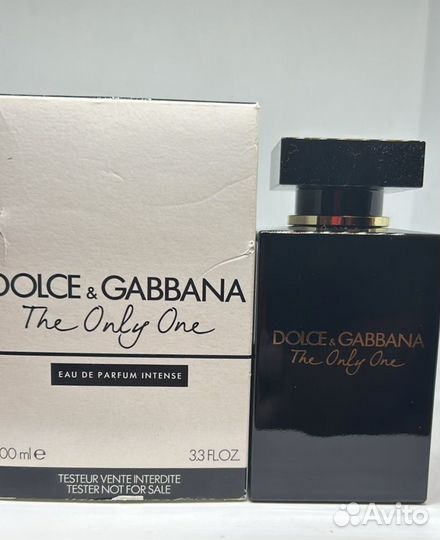 DOLCE & GABBANA
The Only One
EAU DE PARFUM INTENSE
00 ml e 3.3 FL.OZ.
TESTEUR VENTE INTERDITE
TESTER NOT FOR SALE
DOLCE & GABBANA
The Only One
Avito